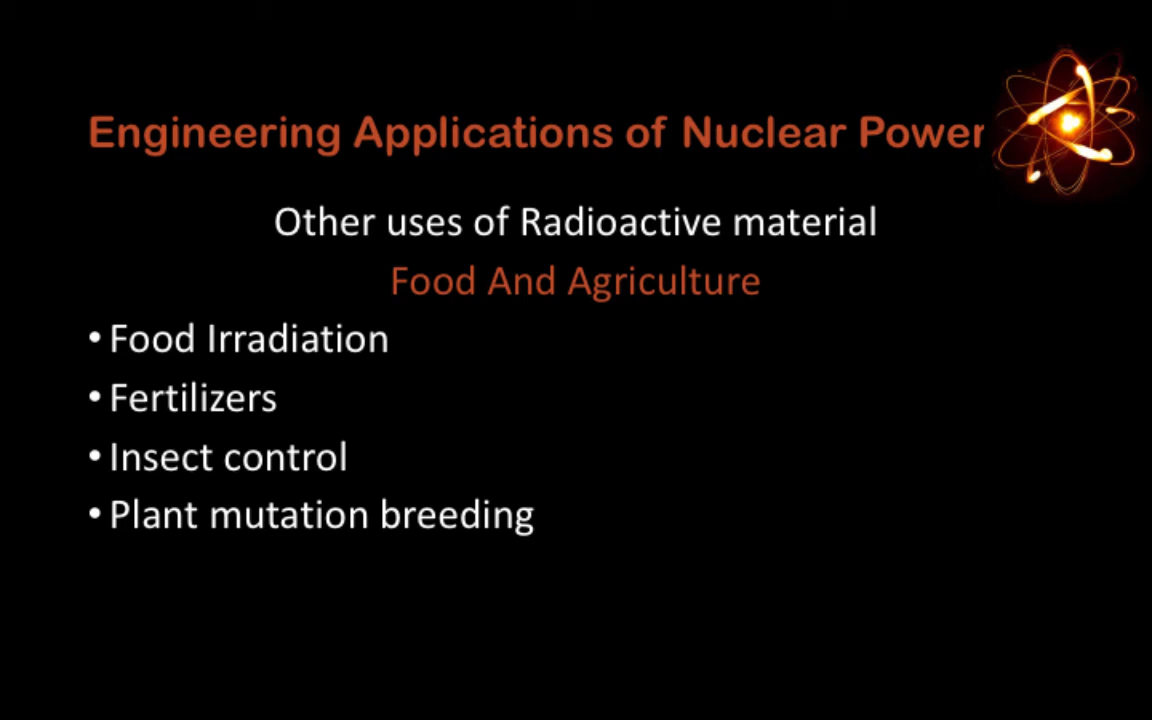 Engineering Applications of Nuclear Power
Other uses of Radioactive material
Food And Agriculture
• Food Irradiation
• Fertilizers
• Insect control
• Plant mutation breeding